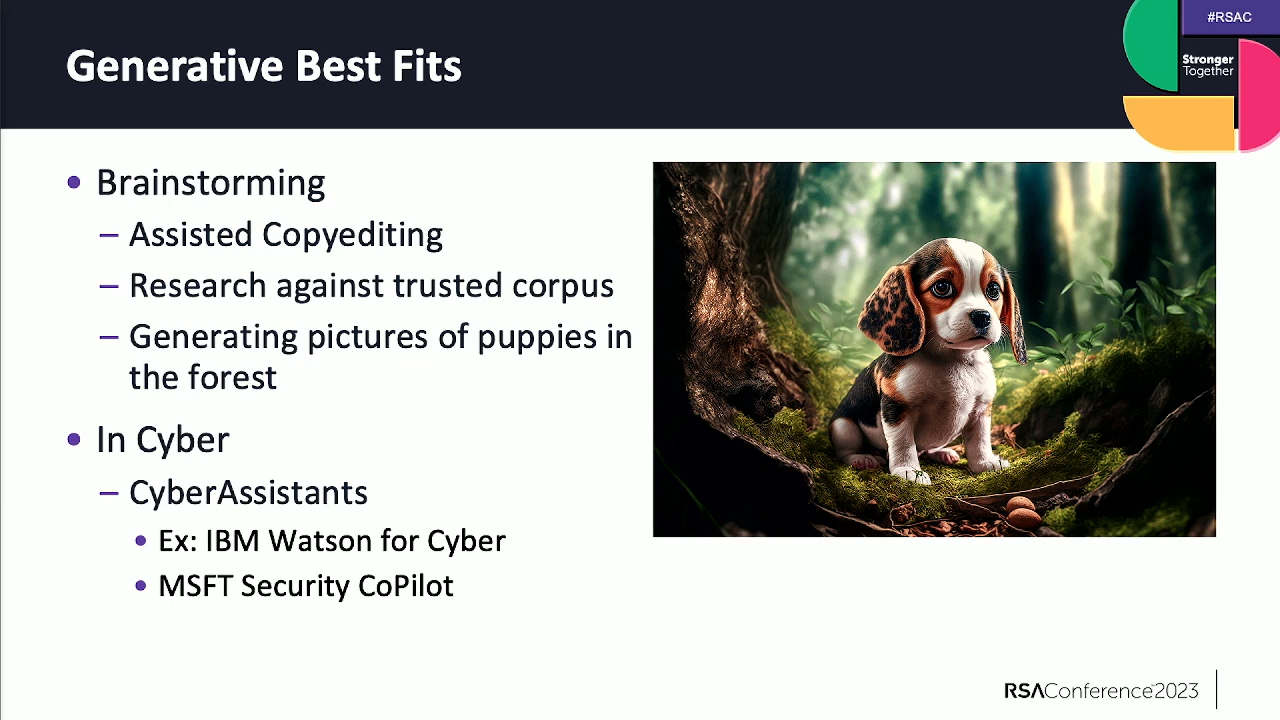 #RSAC
Generative Best Fits
Stronger
Together
• Brainstorming
– Assisted Copyediting
– Research against trusted corpus
– Generating pictures of puppies in
the forest
• In Cyber
– CyberAssistants
• Ex: IBM Watson for Cyber
• MSFT Security CoPilot
RSAConference™2023